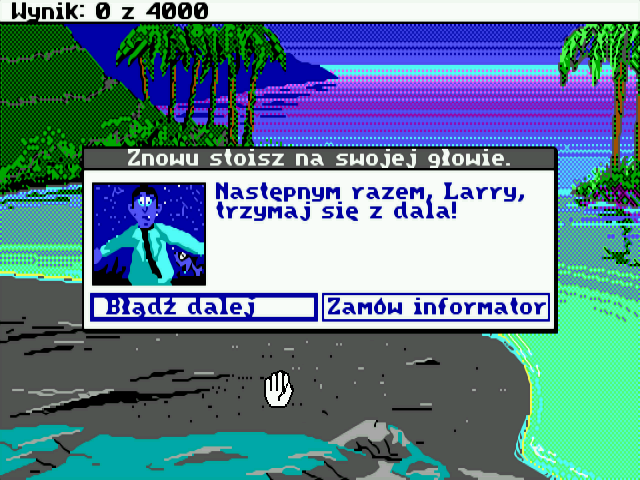 Wynik: 0 z 4000
Znowu stoisz na swojej głowie.
Następnym razem, Larry,
trzymaj się z dala!
Błądź dalej
Zamów informator